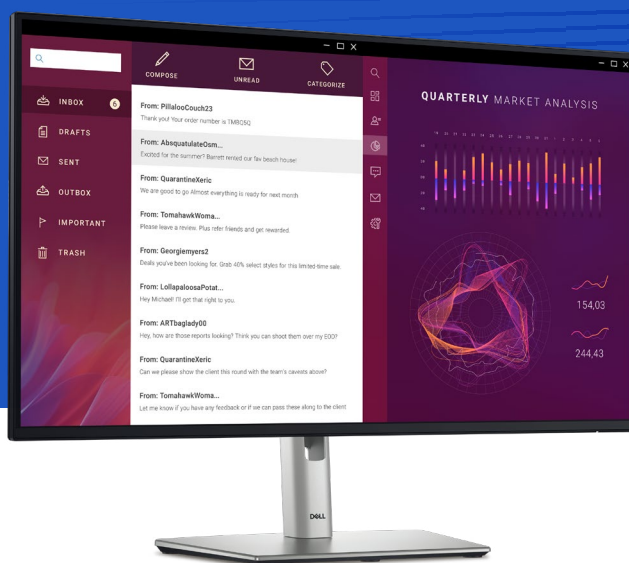 COMPOSE
UNREAD
CATEGORIZE
INBOX 6
DRAFTS
SENT
OUTBOX
IMPORTANT
TRASH
From: PillalooCouch23
Thank you! Your order number is TMBQ5Q
From: AbsquatulateOsm...
Excited for the summer? Barrett rented our fav beach house!
From: QuarantineXeric
We are good to go Almost everything is ready for next month
From: TomahawkWoma...
Please leave a review. Plus refer friends and get rewarded.
From: Georgiemyers2
Deals you've been looking for. Grab 40% select styles for this limited-time sale
From: LollapaloosaPotat...
Hey Michael! I'll get that right to you.
From: ARTbaglady00
Hey, how are those reports looking? Think you can shoot them over my EOD?
From: QuarantineXeric
Can we please show the client this round with the team's caveats above?
From: TomahawkWoma...
Let me know if you have any feedback or if we can pass these along to the client
QUARTERLY MARKET ANALYSIS
154,03
244,43
DELL